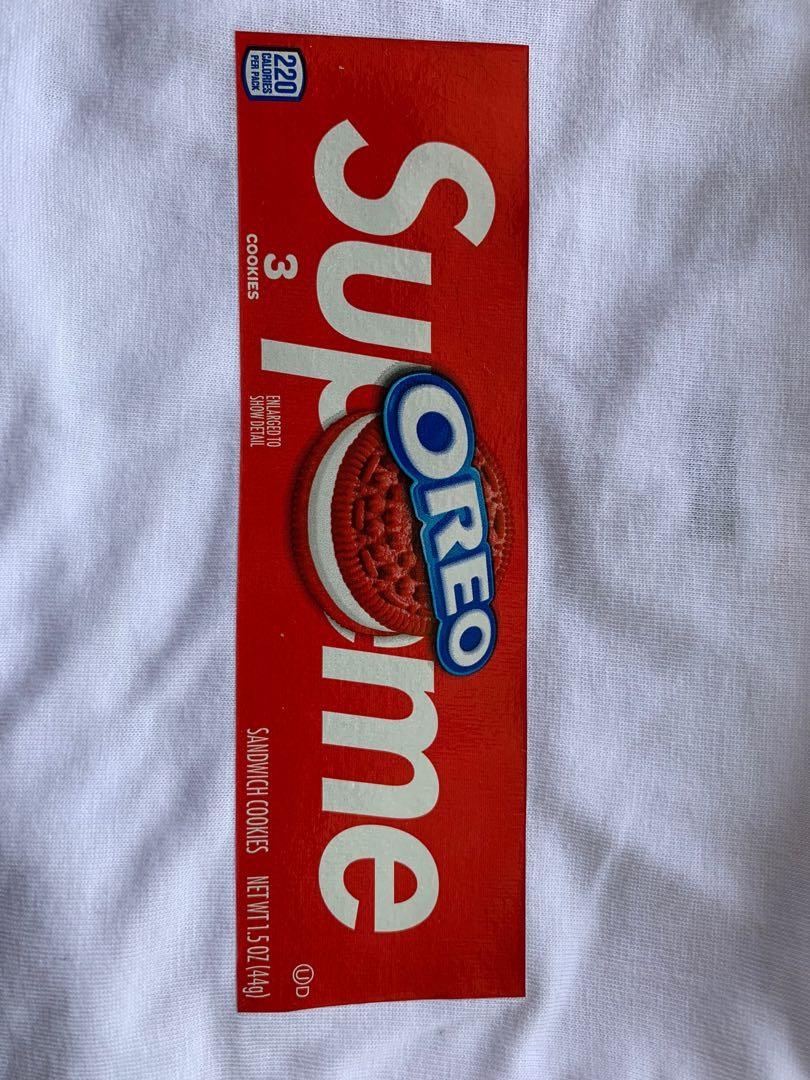 Supreme
OREO
220
CALORIES
PER PACK
3
COOKIES
ENLARGED TO
SHOW DETAIL
SANDWICH COOKIES NET WT 1.5 OZ (44g)
U D